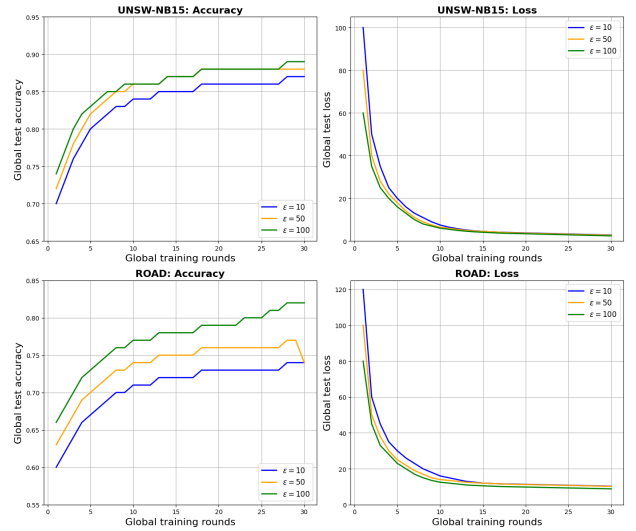 UNSW-NB15: Accuracy
Global test accuracy
0.95
0.90
0.85
0.80
0.75
0.70
0.65
0
5
10
15
20
25
30
Global training rounds
ε = 10
ε = 50
ε = 100
UNSW-NB15: Loss
Global test loss
100
80
60
40
20
0
0
5
10
15
20
25
30
Global training rounds
ε = 10
ε = 50
ε = 100
ROAD: Accuracy
Global test accuracy
0.85
0.80
0.75
0.70
0.65
0.60
0.55
0
5
10
15
20
25
30
Global training rounds
ε = 10
ε = 50
ε = 100
ROAD: Loss
Global test loss
120
100
80
60
40
20
0
0
5
10
15
20
25
30
Global training rounds
ε = 10
ε = 50
ε = 100